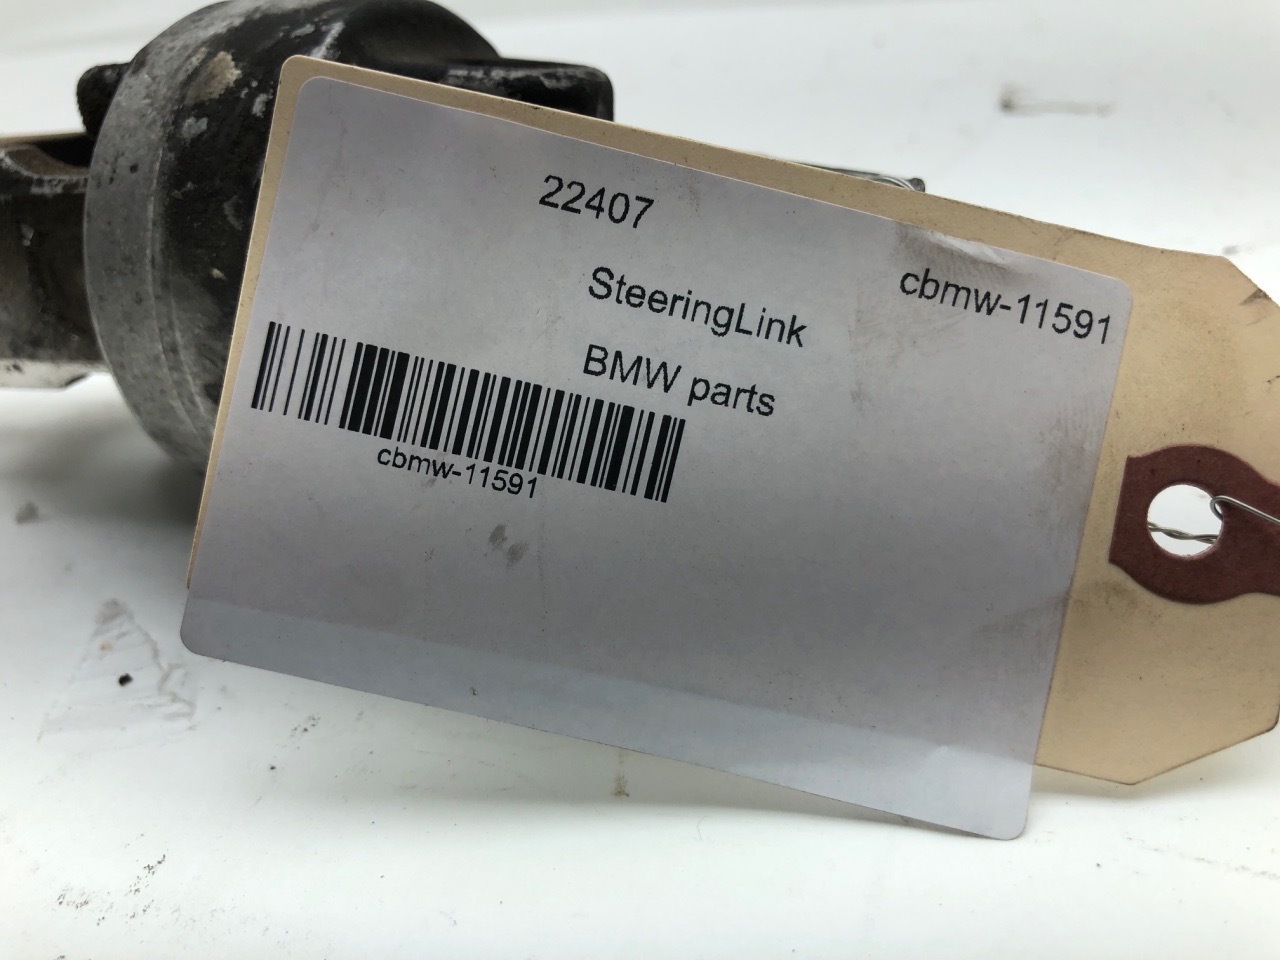 22407
cbmw-11591
SteeringLink
BMW parts
cbmw-11591